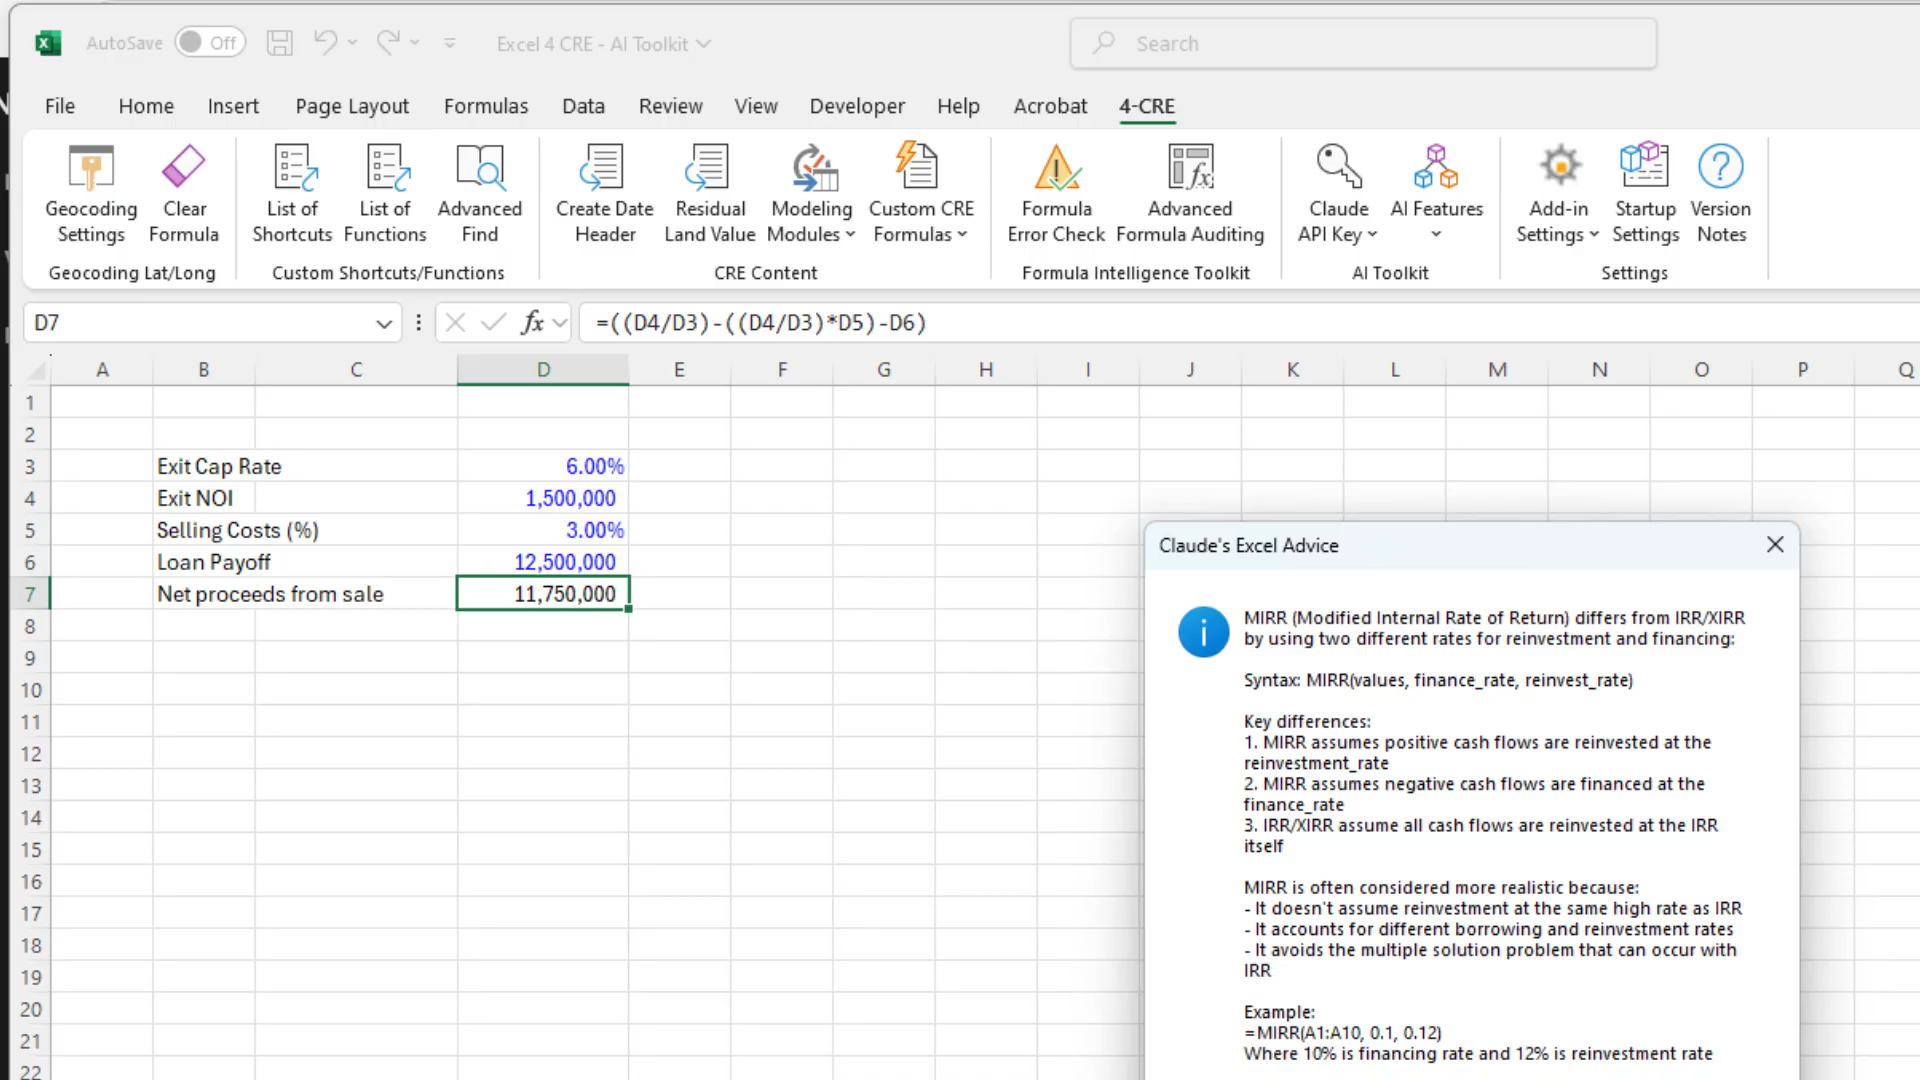 AutoSave Off Excel 4 CRE - AI Toolkit Search
File Home Insert Page Layout Formulas Data Review View Developer Help Acrobat 4-CRE
Geocoding Settings
Clear Formula
Geocoding Lat/Long
List of Shortcuts
List of Functions
Advanced Find
Custom Shortcuts/Functions
Create Date Header
Residual Land Value
Modeling Modules
Custom CRE Formulas
CRE Content
Formula Error Check
Advanced Formula Auditing
Formula Intelligence Toolkit
Claude API Key
AI Features
AI Toolkit
Add-in Settings
Startup Settings
Version Notes
Settings
D7 fx =((D4/D3)-((D4/D3)*D5)-D6)
A B C D E F G H I J K L M N O P Q
1
2
3 Exit Cap Rate 6.00%
4 Exit NOI 1,500,000
5 Selling Costs (%) 3.00%
6 Loan Payoff 12,500,000
7 Net proceeds from sale 11,750,000
8
9
10
11
12
13
14
15
16
17
18
19
20
21
22
Claude's Excel Advice
MIRR (Modified Internal Rate of Return) differs from IRR/XIRR
by using two different rates for reinvestment and financing:
Syntax: MIRR(values, finance_rate, reinvest_rate)
Key differences:
1. MIRR assumes positive cash flows are reinvested at the
reinvestment_rate
2. MIRR assumes negative cash flows are financed at the
finance_rate
3. IRR/XIRR assume all cash flows are reinvested at the IRR
itself
MIRR is often considered more realistic because:
- It doesn't assume reinvestment at the same high rate as IRR
- It accounts for different borrowing and reinvestment rates
- It avoids the multiple solution problem that can occur with
IRR
Example:
=MIRR(A1:A10, 0.1, 0.12)
Where 10% is financing rate and 12% is reinvestment rate